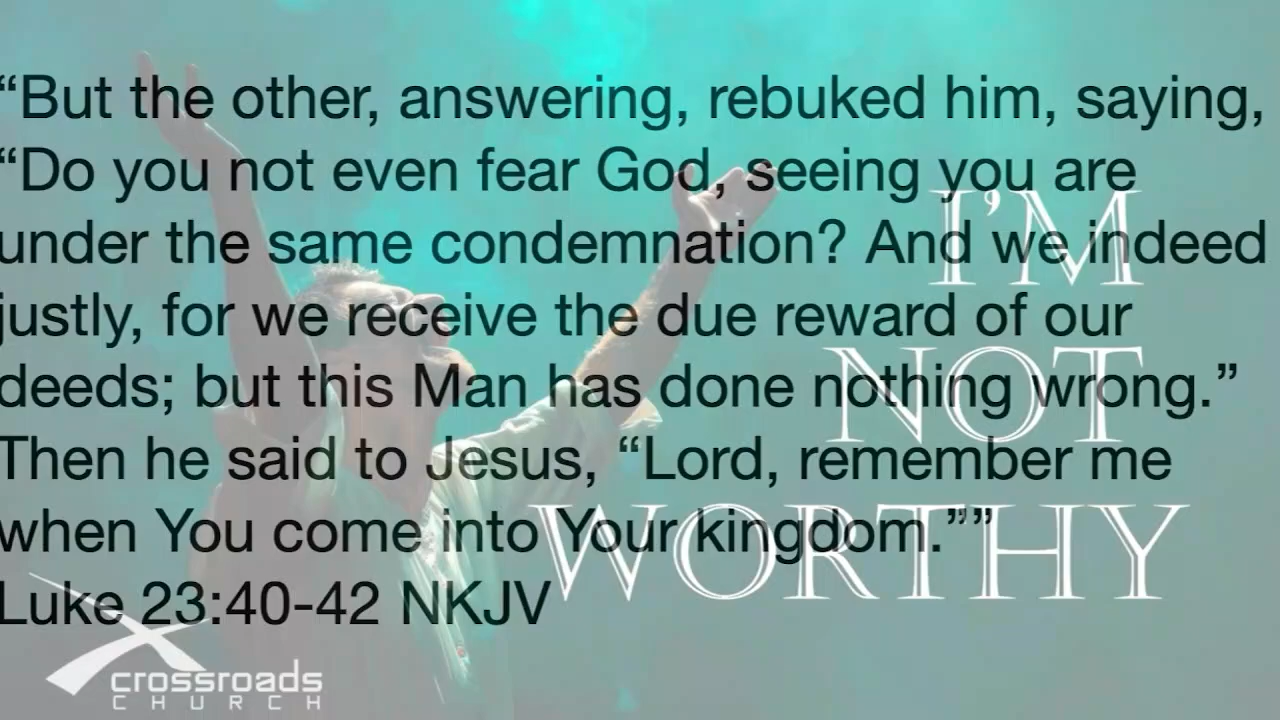 “But the other, answering, rebuked him, saying,
“Do you not even fear God, seeing you are
under the same condemnation? And we indeed
justly, for we receive the due reward of our
deeds; but this Man has done nothing wrong.”
Then he said to Jesus, “Lord, remember me
when You come into Your kingdom.””
Luke 23:40-42 NKJV
I’M
NOT
WORTHY
crossroads
CHURCH